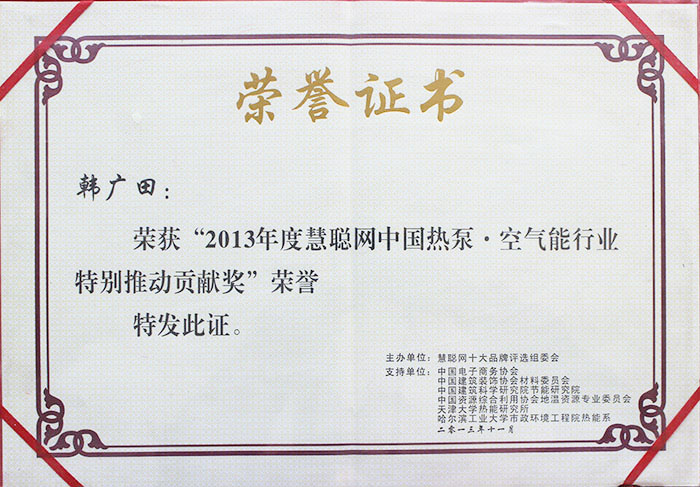 荣誉证书
韩广田：
荣获“2013年度慧聪网中国热泵·空气能行业
特别推动贡献奖”荣誉
特发此证。
主办单位：慧聪网十大品牌评选组委会
支持单位：中国电子商务协会
中国建筑装饰协会材料委员会
中国建筑科学研究院节能研究院
中国资源综合利用协会地温资源专业委员会
天津大学热能研究所
哈尔滨工业大学市政环境工程院热能系
二零一三年十一月